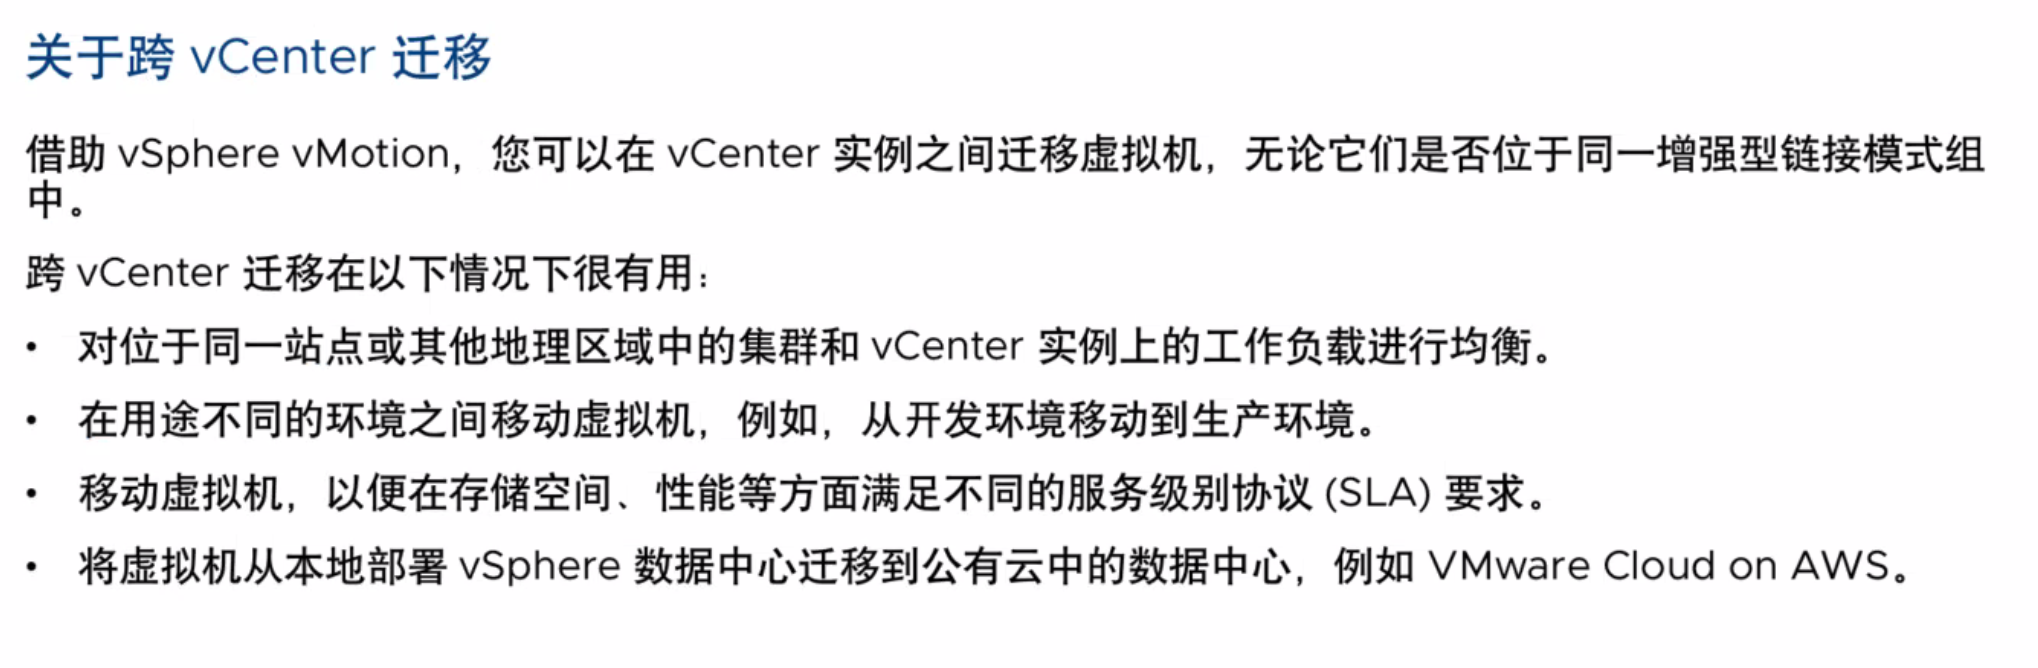 关于跨 vCenter 迁移
借助 vSphere vMotion，您可以在 vCenter 实例之间迁移虚拟机，无论它们是否位于同一增强型链接模式组
中。
跨 vCenter 迁移在以下情况下很有用：
• 对位于同一站点或其他地理区域中的集群和 vCenter 实例上的工作负载进行均衡。
• 在用途不同的环境之间移动虚拟机，例如，从开发环境移动到生产环境。
• 移动虚拟机，以便在存储空间、性能等方面满足不同的服务级别协议 (SLA) 要求。
• 将虚拟机从本地部署 vSphere 数据中心迁移到公有云中的数据中心，例如 VMware Cloud on AWS。